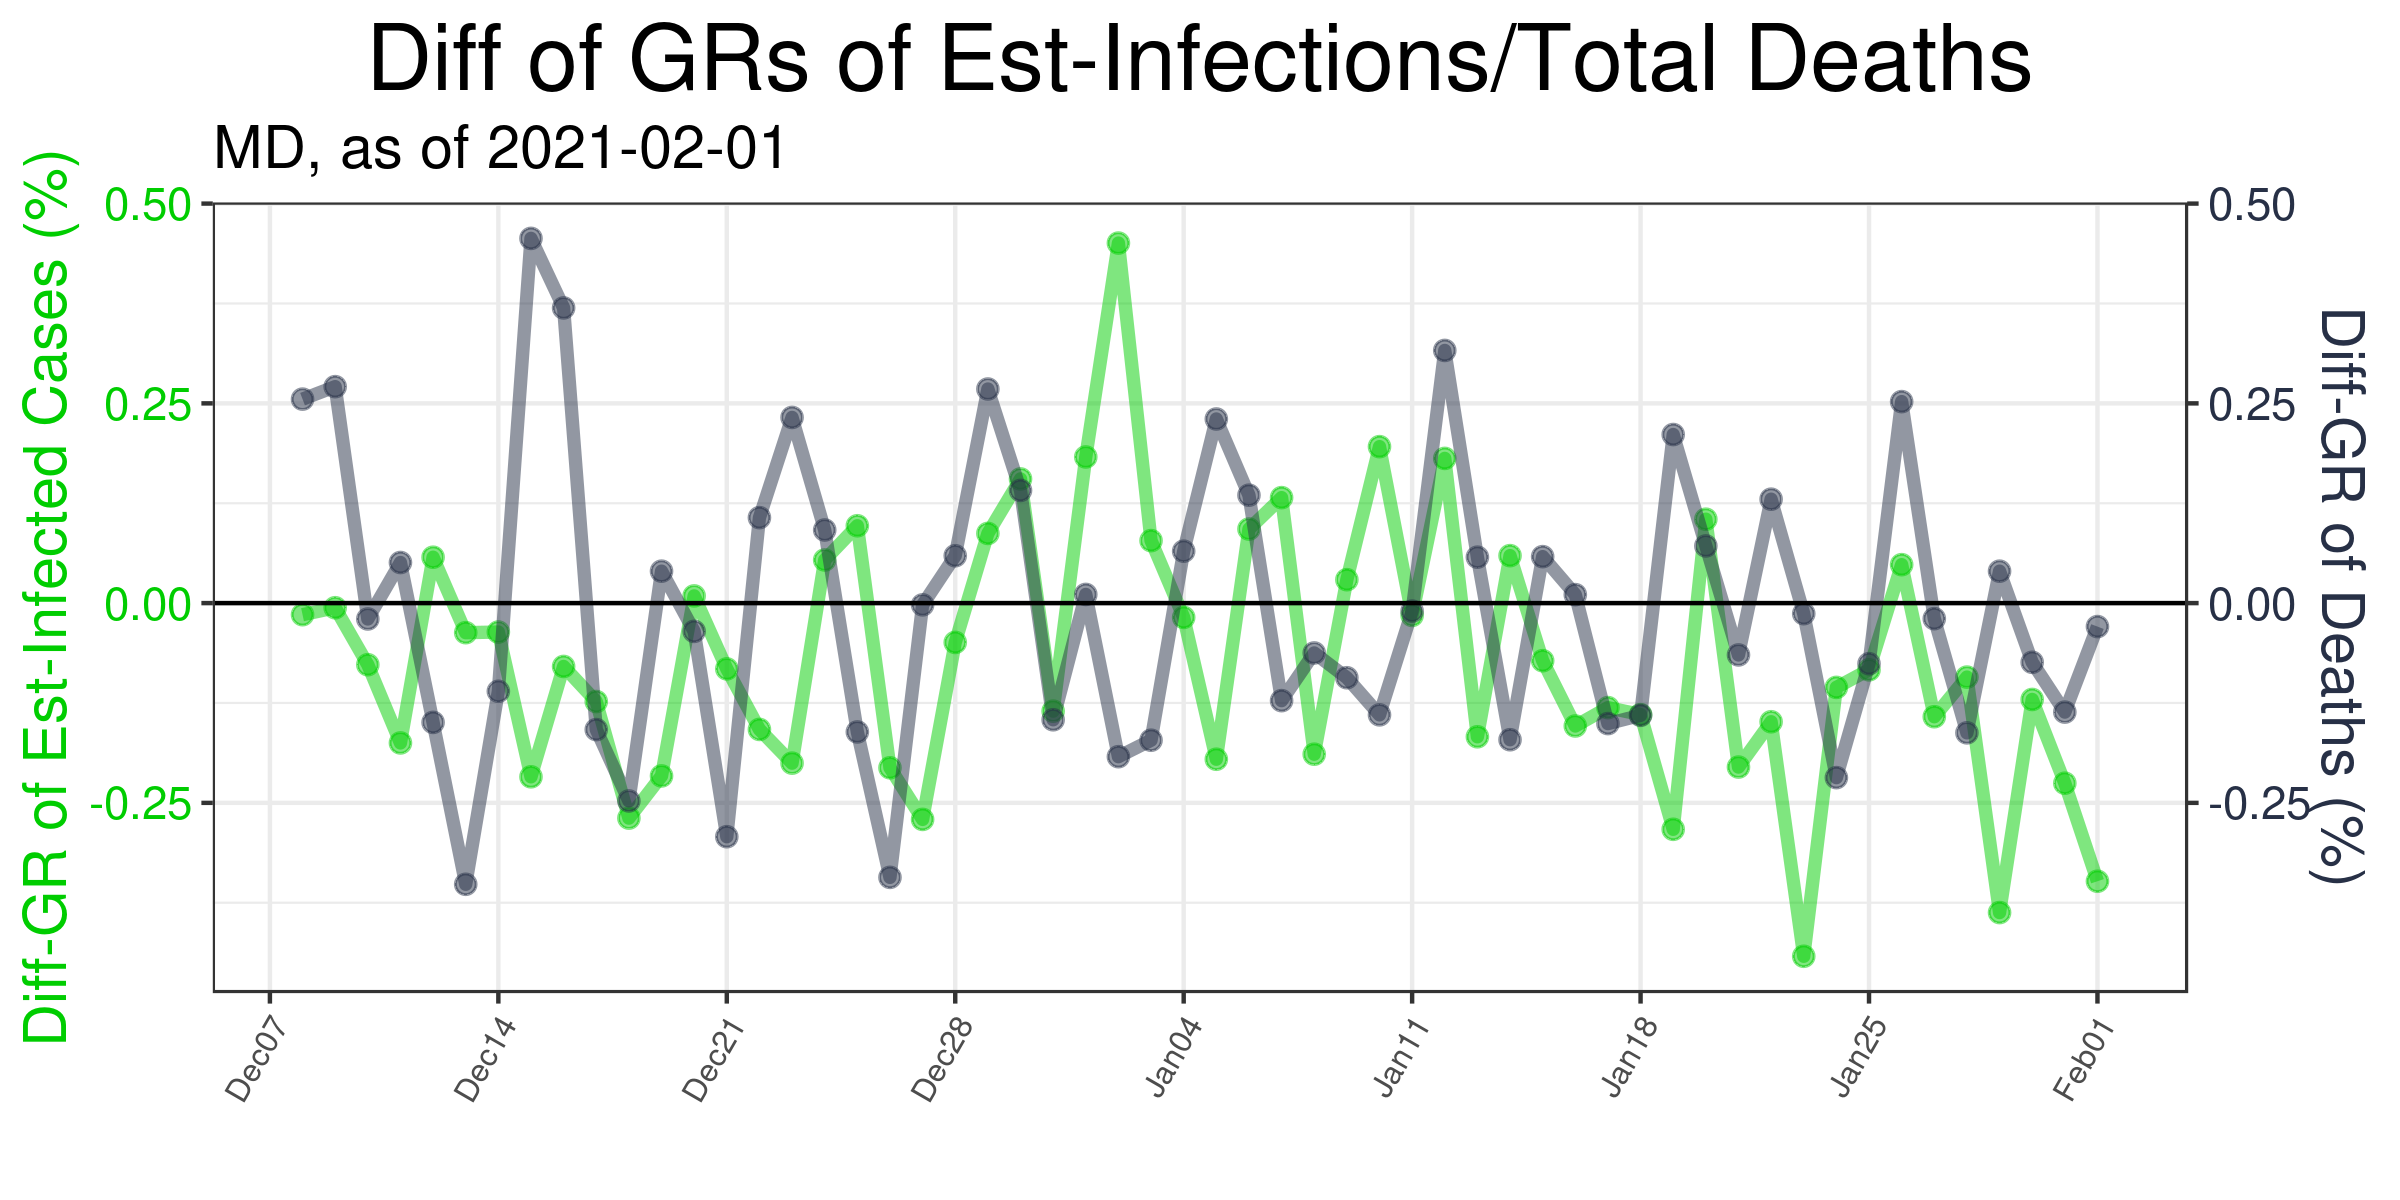 Diff of GRs of Est-Infections/Total Deaths
MD, as of 2021-02-01
Diff-GR of Est-Infected Cases (%)
0.50
0.25
0.00
-0.25
0.50
0.25
0.00
-0.25
Diff-GR of Deaths (%)
Dec07
Dec14
Dec21
Dec28
Jan04
Jan11
Jan18
Jan25
Feb01